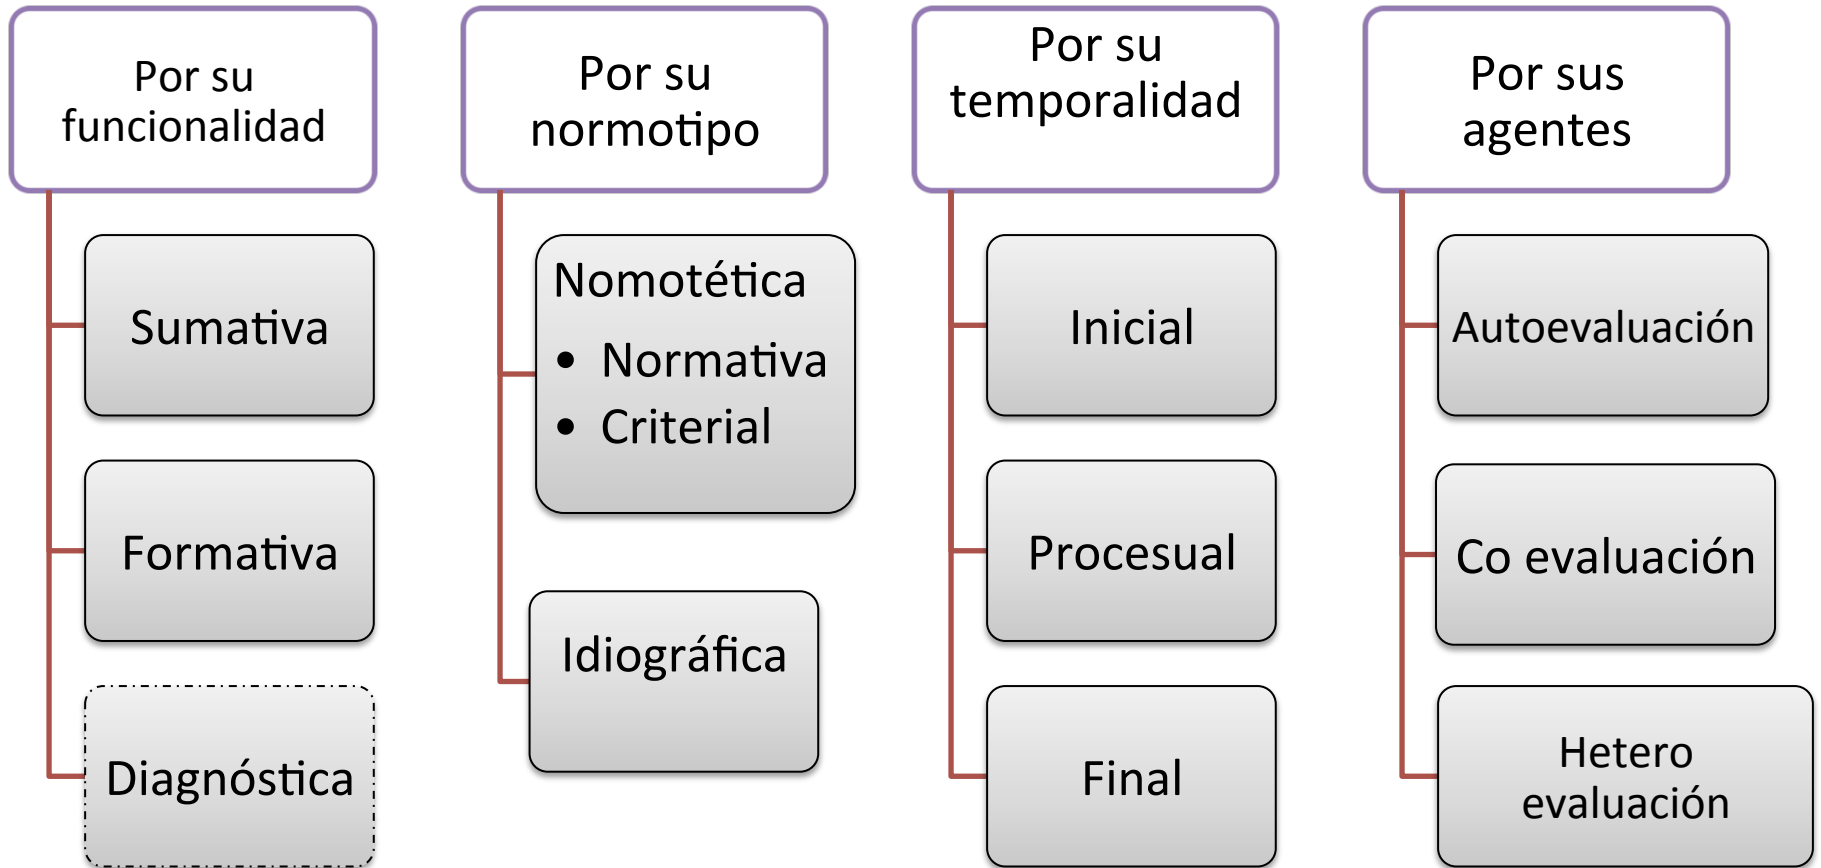 Por su
funcionalidad
Sumativa
Formativa
Diagnóstica
Por su
normotipo
Nomotética
• Normativa
• Criterial
Idiográfica
Por su
temporalidad
Inicial
Procesual
Final
Por sus
agentes
Autoevaluación
Co evaluación
Hetero
evaluación